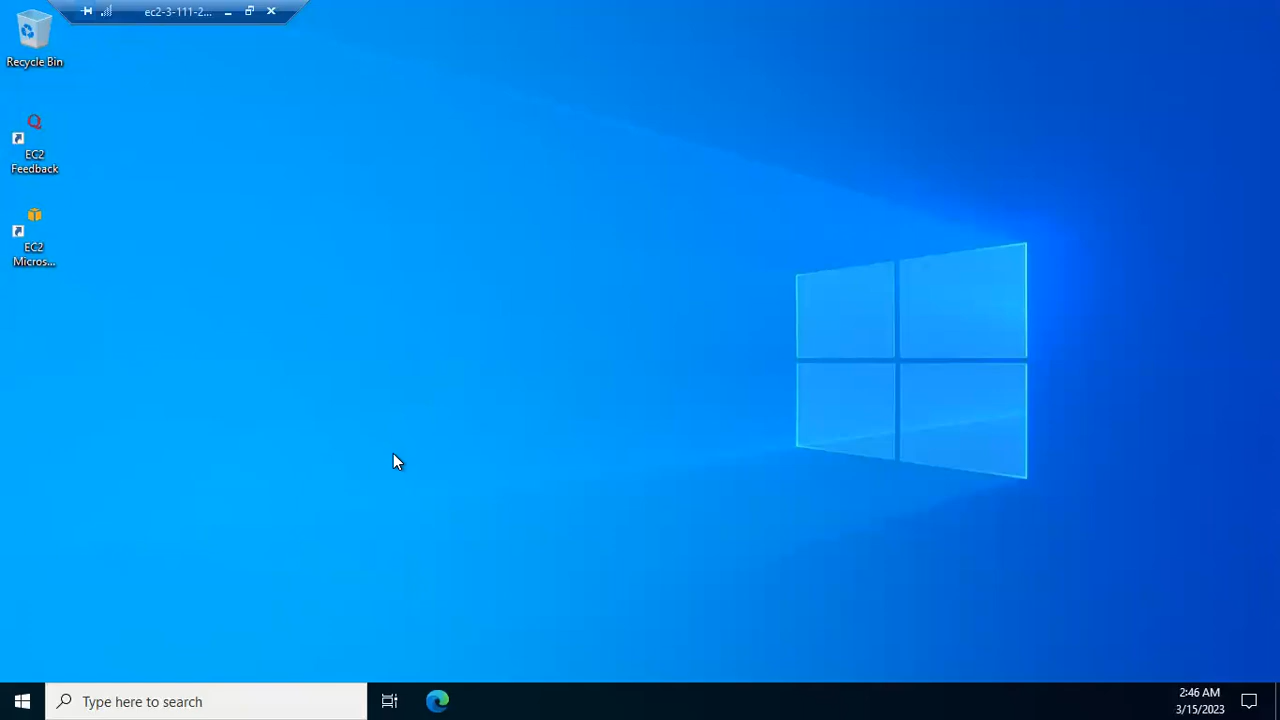 ec2-3-111-2...
Recycle Bin
EC2
Feedback
EC2
Micros...
Type here to search
2:46 AM
3/15/2023